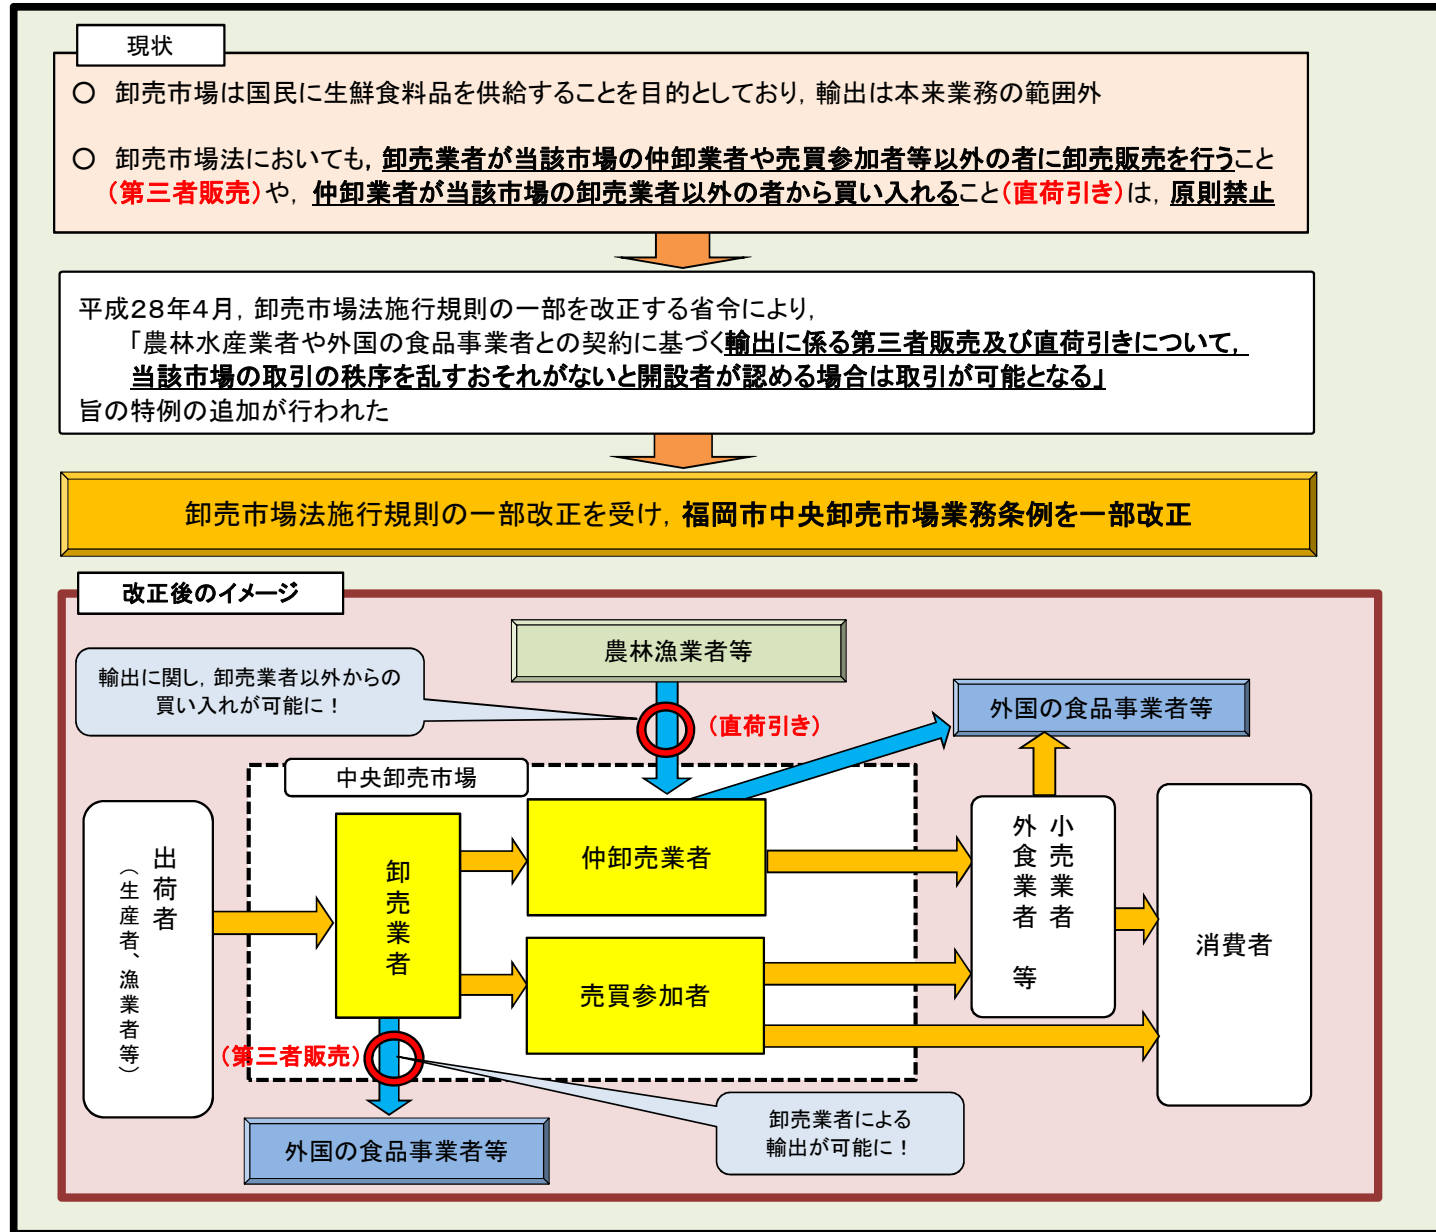 現状
○　卸売市場は国民に生鮮食料品を供給することを目的としており，輸出は本来業務の範囲外
○　卸売市場法においても，卸売業者が当該市場の仲卸業者や売買参加者等以外の者に卸売販売を行うこと
（第三者販売）や，仲卸業者が当該市場の卸売業者以外の者から買い入れること（直荷引き）は，原則禁止
平成２８年４月，卸売市場法施行規則の一部を改正する省令により，
「農林水産業者や外国の食品事業者との契約に基づく輸出に係る第三者販売及び直荷引きについて，
当該市場の取引の秩序を乱すおそれがないと開設者が認める場合は取引が可能となる」
旨の特例の追加が行われた
卸売市場法施行規則の一部改正を受け，福岡市中央卸売市場業務条例を一部改正
改正後のイメージ
農林漁業者等
輸出に関し，卸売業者以外からの
買い入れが可能に！
（直荷引き）
外国の食品事業者等
中央卸売市場
出荷者
（生産者、漁業者等）
卸売業者
仲卸売業者
売買参加者
小売業者
外食業者　等
消費者
（第三者販売）
卸売業者による
輸出が可能に！
外国の食品事業者等